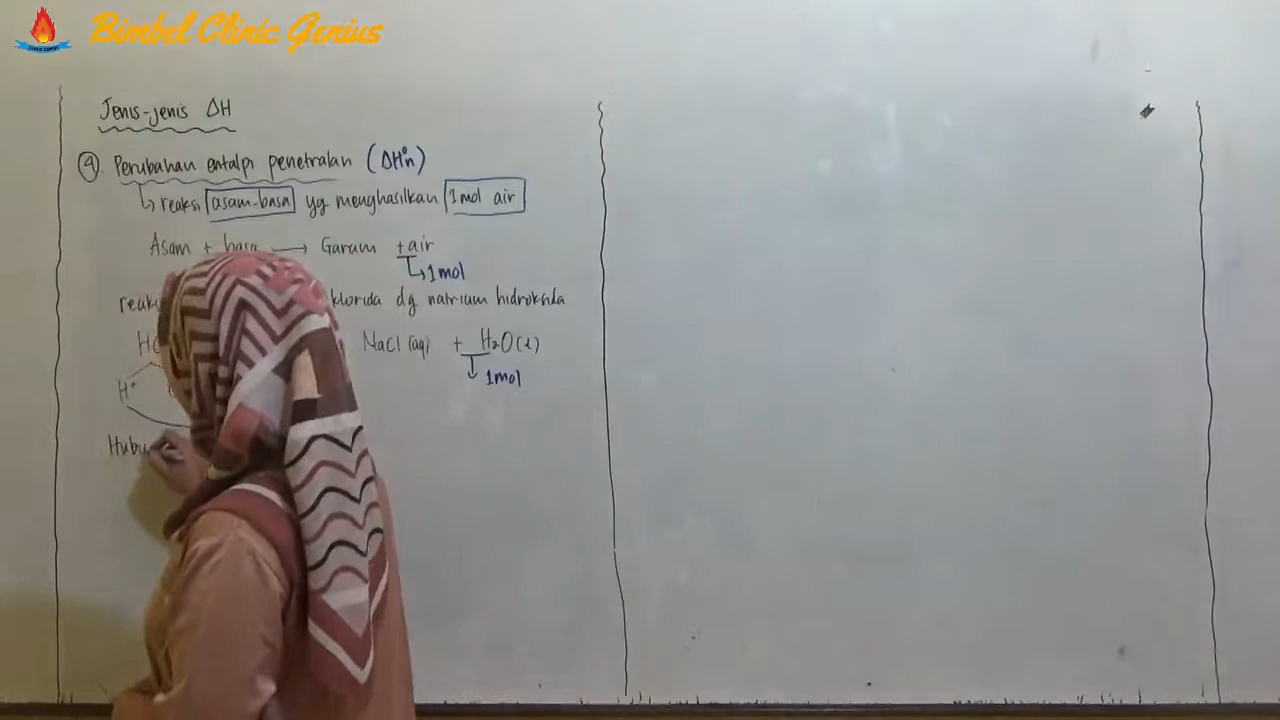 Bimbel Clinic Genius
Jenis-jenis ΔH
④ Perubahan entalpi penetralan (ΔH°n)
↳ reaksi asam-basa yg menghasilkan 1 mol air
Asam + basa → Garam + air
↳ 1 mol
klorida dg natrium hidroksida
NaCl (aq) + H₂O (l)
↳ 1 mol
H⁺
Hubu